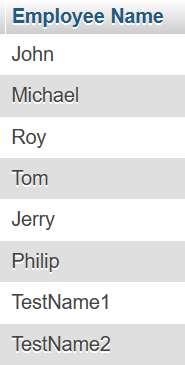 Employee Name
John
Michael
Roy
Tom
Jerry
Philip
TestName1
TestName2